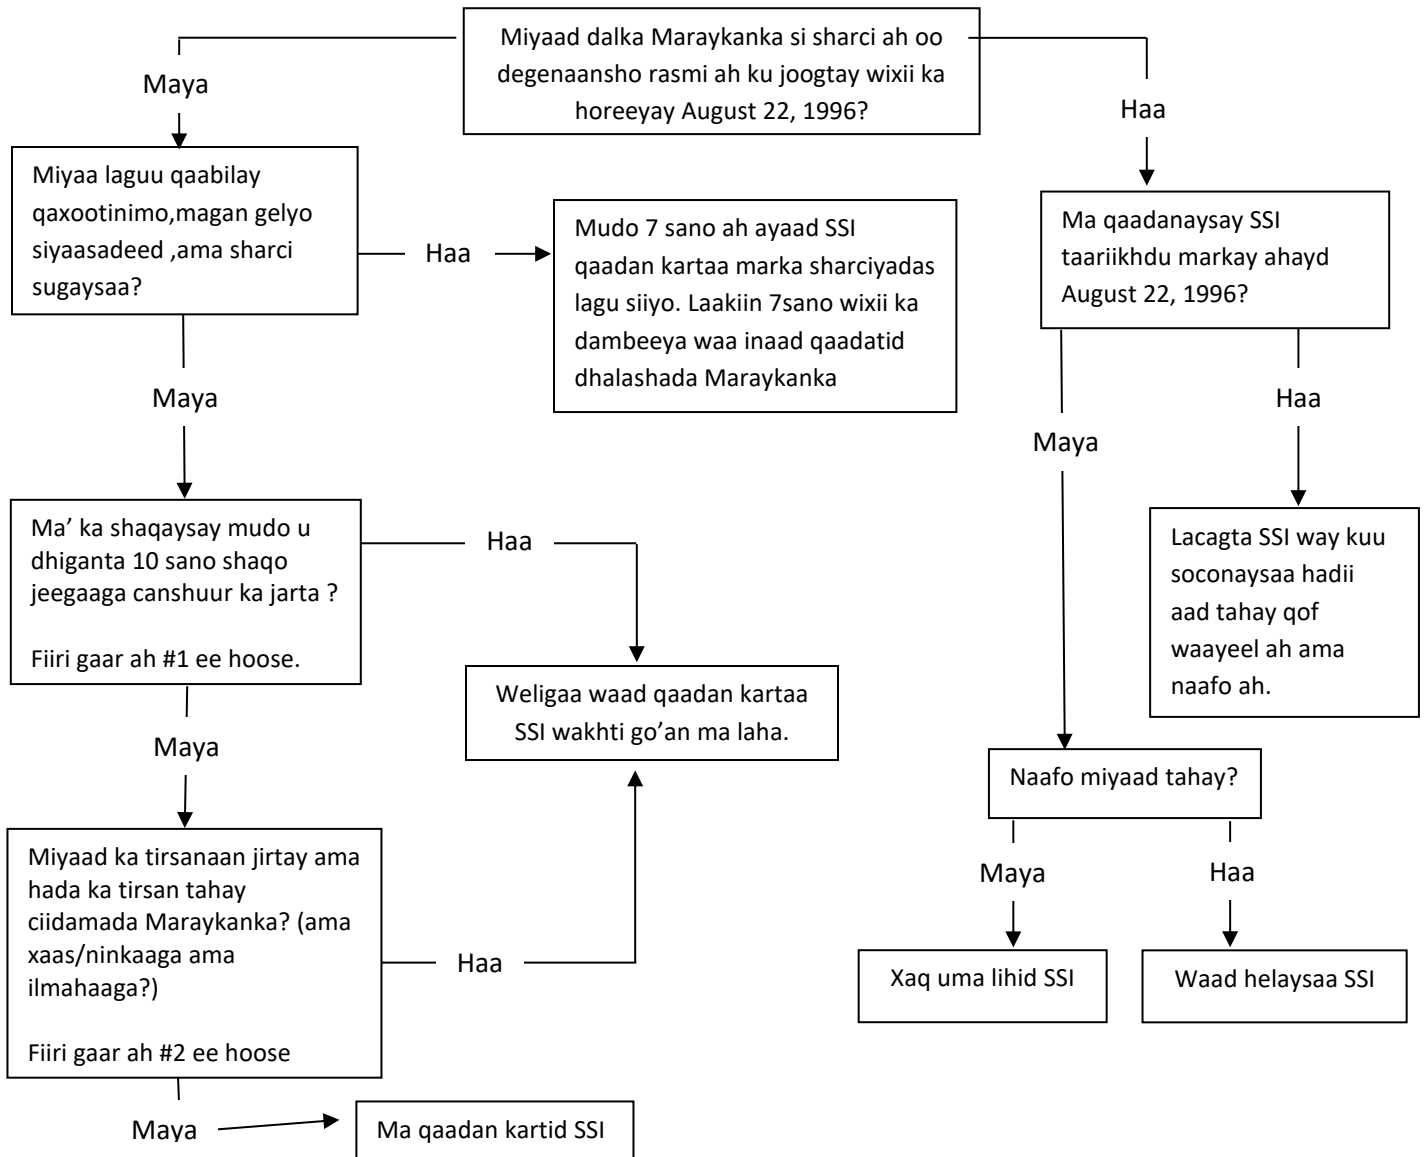 Miyaad dalka Maraykanka si sharci ah oo
degenaansho rasmi ah ku joogtay wixii ka
horeeyay August 22, 1996?
Maya
Haa
Miyaa laguu qaabilay
qaxootinimo,magan gelyo
siyaasadeed ,ama sharci
sugaysaa?
Haa
Mudo 7 sano ah ayaad SSI
qaadan kartaa marka sharciyadas
lagu siiyo. Laakiin 7sano wixii ka
dambeeya waa inaad qaadatid
dhalashada Maraykanka
Ma qaadanaysay SSI
taariikhdu markay ahayd
August 22, 1996?
Maya
Haa
Maya
Ma’ ka shaqaysay mudo u
dhiganta 10 sano shaqo
jeegaaga canshuur ka jarta ?
Fiiri gaar ah #1 ee hoose.
Haa
Lacagta SSI way kuu
soconaysaa hadii
aad tahay qof
waayeel ah ama
naafo ah.
Weligaa waad qaadan kartaa
SSI wakhti go’an ma laha.
Maya
Naafo miyaad tahay?
Miyaad ka tirsanaan jirtay ama
hada ka tirsan tahay
ciidamada Maraykanka? (ama
xaas/ninkaaga ama
ilmahaaga?)
Fiiri gaar ah #2 ee hoose
Haa
Maya
Haa
Xaq uma lihid SSI
Waad helaysaa SSI
Maya
Ma qaadan kartid SSI